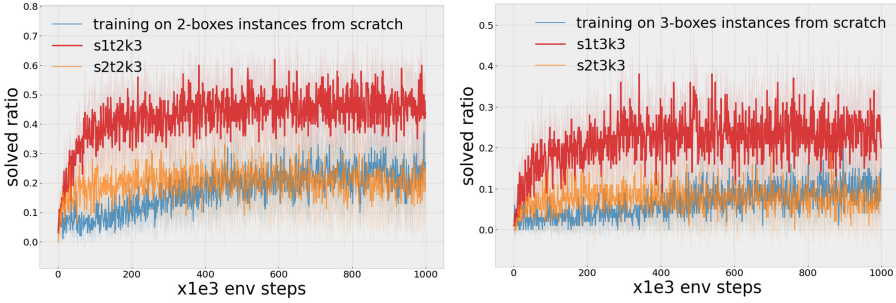 0.8
0.7
0.6
0.5
0.4
0.3
0.2
0.1
0.0
solved ratio
training on 2-boxes instances from scratch
s1t2k3
s2t2k3
0 200 400 600 800 1000
x1e3 env steps
0.5
0.4
0.3
0.2
0.1
0.0
solved ratio
training on 3-boxes instances from scratch
s1t3k3
s2t3k3
0 200 400 600 800 1000
x1e3 env steps